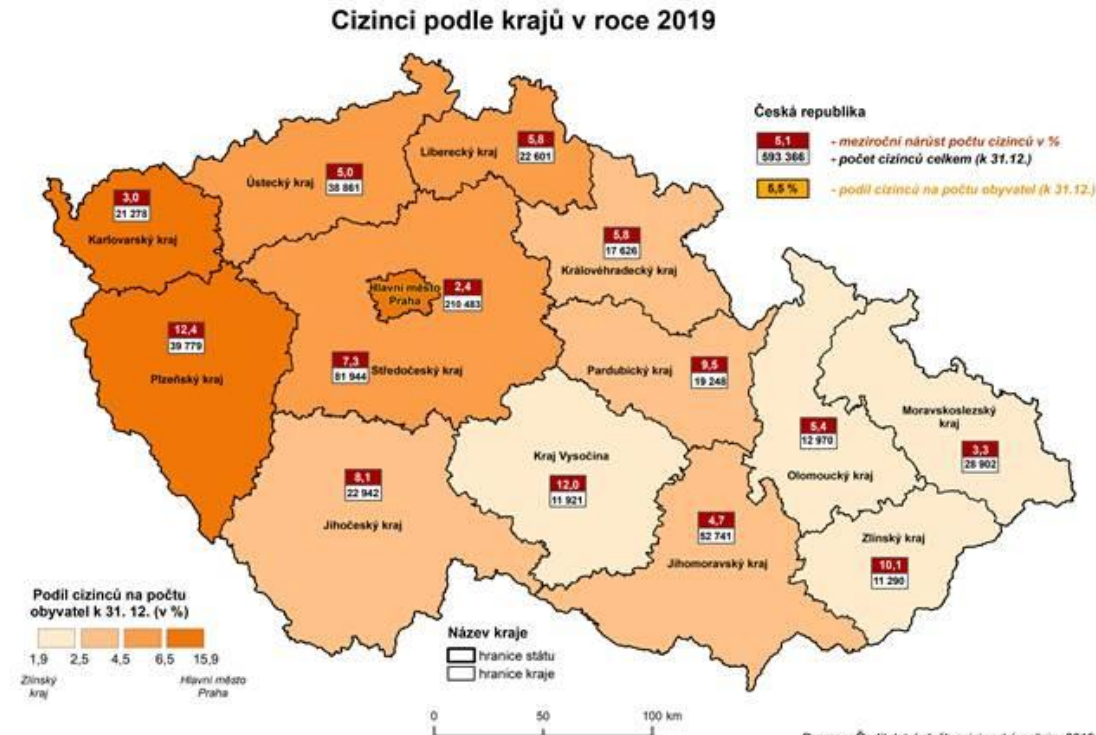 Cizinci podle krajů v roce 2019
Česká republika
5,1
593 366
- meziroční nárůst počtu cizinců v %
- počet cizinců celkem (k 31.12.)
5,5 %
- podíl cizinců na počtu obyvatel (k 31.12.)
Liberecký kraj
5,8
22 601
Ústecký kraj
5,0
38 861
3,0
21 278
Karlovarský kraj
5,8
17 626
Královéhradecký kraj
Hlavní město
Praha
2,4
210 483
12,4
39 779
Plzeňský kraj
7,3
81 944
Středočeský kraj
Pardubický kraj
9,5
19 248
Moravskoslezský
kraj
3,3
28 902
5,4
12 970
Olomoucký kraj
Kraj Vysočina
12,0
11 921
8,1
22 942
Jihočeský kraj
4,7
52 741
Jihomoravský kraj
Zlínský kraj
10,1
11 290
Podíl cizinců na počtu
obyvatel k 31. 12. (v %)
1,9 2,5 4,5 6,5 15,9
Zlínský
kraj
Hlavní město
Praha
Název kraje
hranice státu
hranice kraje
0 50 100 km